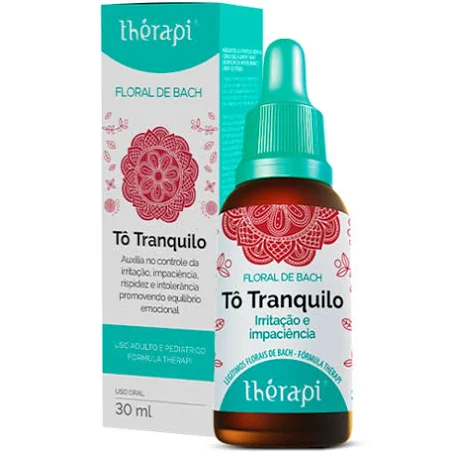 thérapi
FLORAL DE BACH
Tô Tranquilo
Auxilia no controle da
irritação, impaciência,
rispidez e intolerância
promovendo equilíbrio
emocional
USO ADULTO E PEDIÁTRICO
FÓRMULA THÉRAPI
USO ORAL
30 ml
thérapi
FLORAL DE BACH
Tô Tranquilo
Irritação e
impaciência
LEGÍTIMOS FLORAIS DE BACH - FÓRMULA THÉRAPI
thérapi